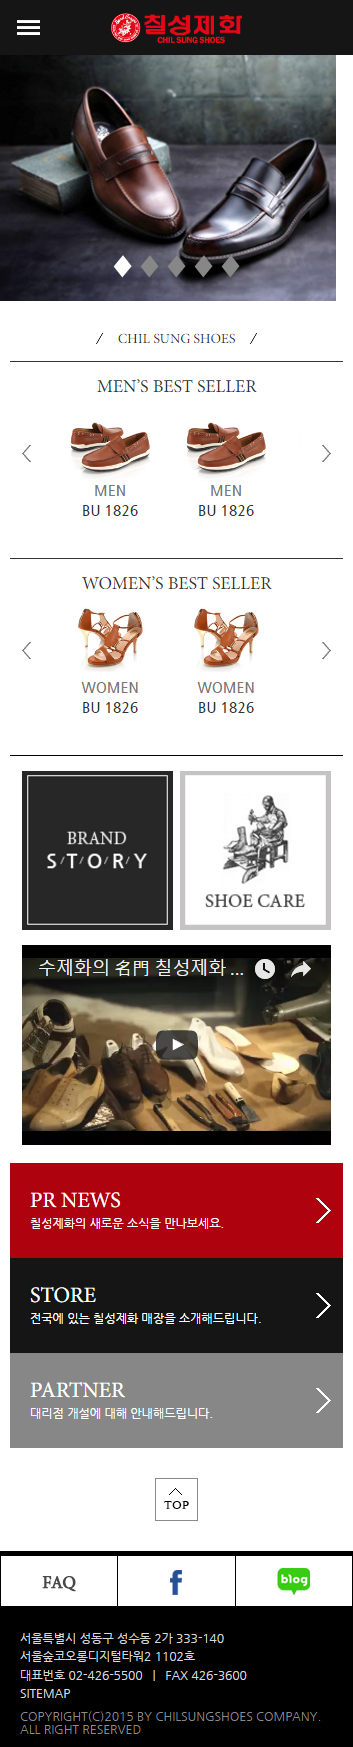 칠성제화
CHIL SUNG SHOES
CHIL SUNG SHOES
MEN'S BEST SELLER
MEN MEN
BU 1826 BU 1826
WOMEN'S BEST SELLER
WOMEN WOMEN
BU 1826 BU 1826
BRAND
S/T/O/R/Y
SHOE CARE
수제화의 名門 칠성제화 ...
PR NEWS
칠성제화의 새로운 소식을 만나보세요.
STORE
전국에 있는 칠성제화 매장을 소개해드립니다.
PARTNER
대리점 개설에 대해 안내해드립니다.
TOP
FAQ f blog
서울특별시 성동구 성수동 2가 333-140
서울숲코오롱디지털타워2 1102호
대표번호 02-426-5500 | FAX 426-3600
SITEMAP
COPYRIGHT(C)2015 BY CHILSUNGSHOES COMPANY.
ALL RIGHT RESERVED